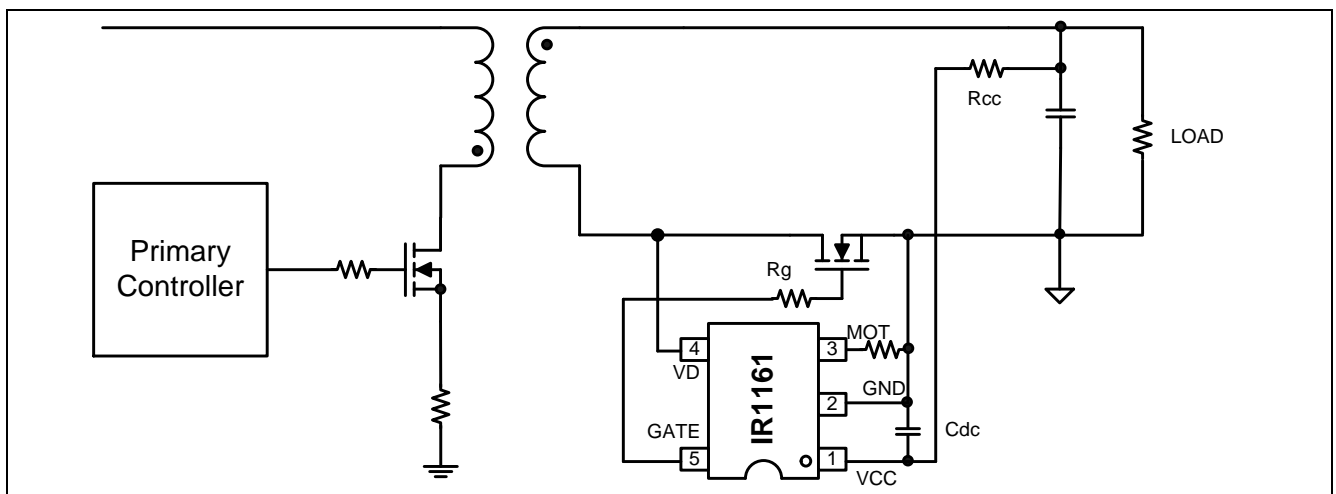 Rcc
LOAD
Primary
Controller
Rg
MOT
4
3
VD
GND
2
IR1161
Cdc
GATE
5
1
VCC